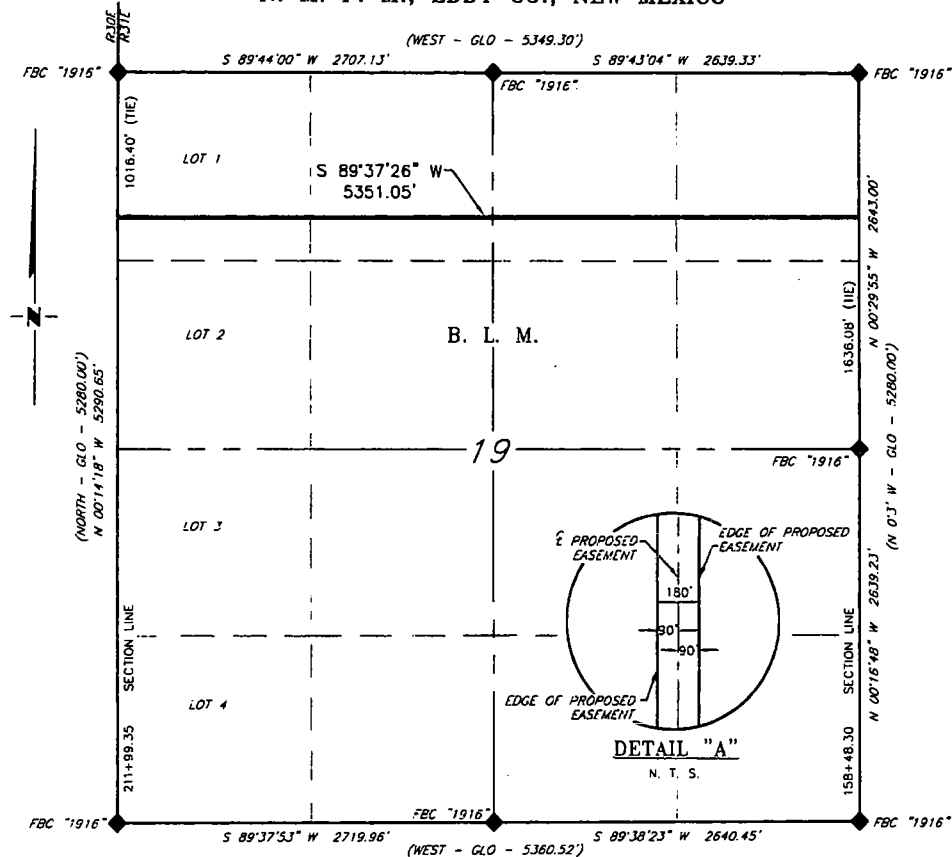 N. M. P. M., EDDY CO., NEW MEXICO
R30E
R31E
(WEST - GLO - 5349.30')
S 89°44'00" W 2707.13'
S 89°43'04" W 2639.33'
FBC "1916"
FBC "1916"
FBC "1916"
1016.40' (TIE)
LOT 1
S 89°37'26" W
5351.05'
N 00°29'55" W 2643.00'
LOT 2
B. L. M.
1636.08' (TIE)
N
(NORTH - GLO - 5280.00')
N 00°14'18" W 5290.65'
19
FBC "1916"
(N 0'3' W - GLO - 5280.00')
LOT 3
℄ PROPOSED
EASEMENT
EDGE OF PROPOSED
EASEMENT
180'
90'
90'
N 00°16'48" W 2639.23'
SECTION LINE
SECTION LINE
LOT 4
EDGE OF PROPOSED
EASEMENT
DETAIL "A"
N. T. S.
211+99.35
158+48.30
FBC "1916"
FBC "1916"
FBC "1916"
S 89°37'53" W 2719.96'
S 89°38'23" W 2640.45'
(WEST - GLO - 5360.52')